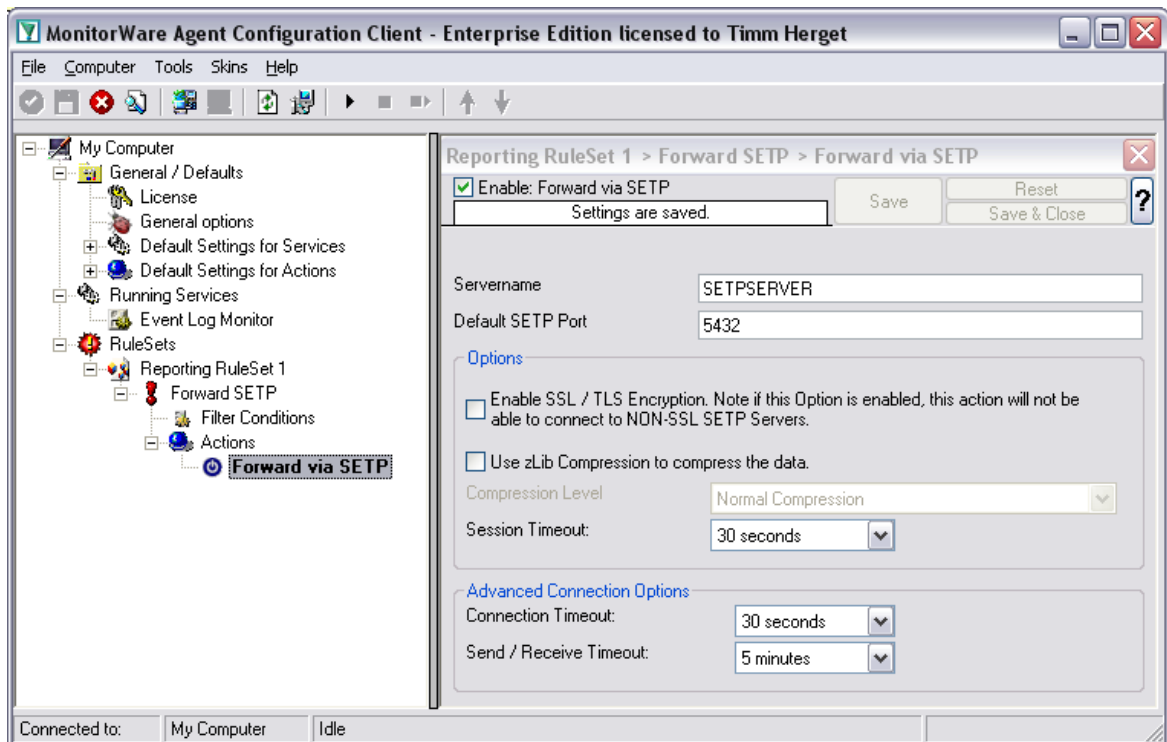 MonitorWare Agent Configuration Client - Enterprise Edition licensed to Timm Herget
File Computer Tools Skins Help
My Computer
General / Defaults
License
General options
Default Settings for Services
Default Settings for Actions
Running Services
Event Log Monitor
RuleSets
Reporting RuleSet 1
Forward SETP
Filter Conditions
Actions
Forward via SETP
Reporting RuleSet 1 > Forward SETP > Forward via SETP
Enable: Forward via SETP
Settings are saved.
Save
Reset
Save & Close
?
Servername
SETPSERVER
Default SETP Port
5432
Options
Enable SSL / TLS Encryption. Note if this Option is enabled, this action will not be
able to connect to NON-SSL SETP Servers.
Use zLib Compression to compress the data.
Compression Level
Normal Compression
Session Timeout:
30 seconds
Advanced Connection Options
Connection Timeout:
30 seconds
Send / Receive Timeout:
5 minutes
Connected to:
My Computer
Idle